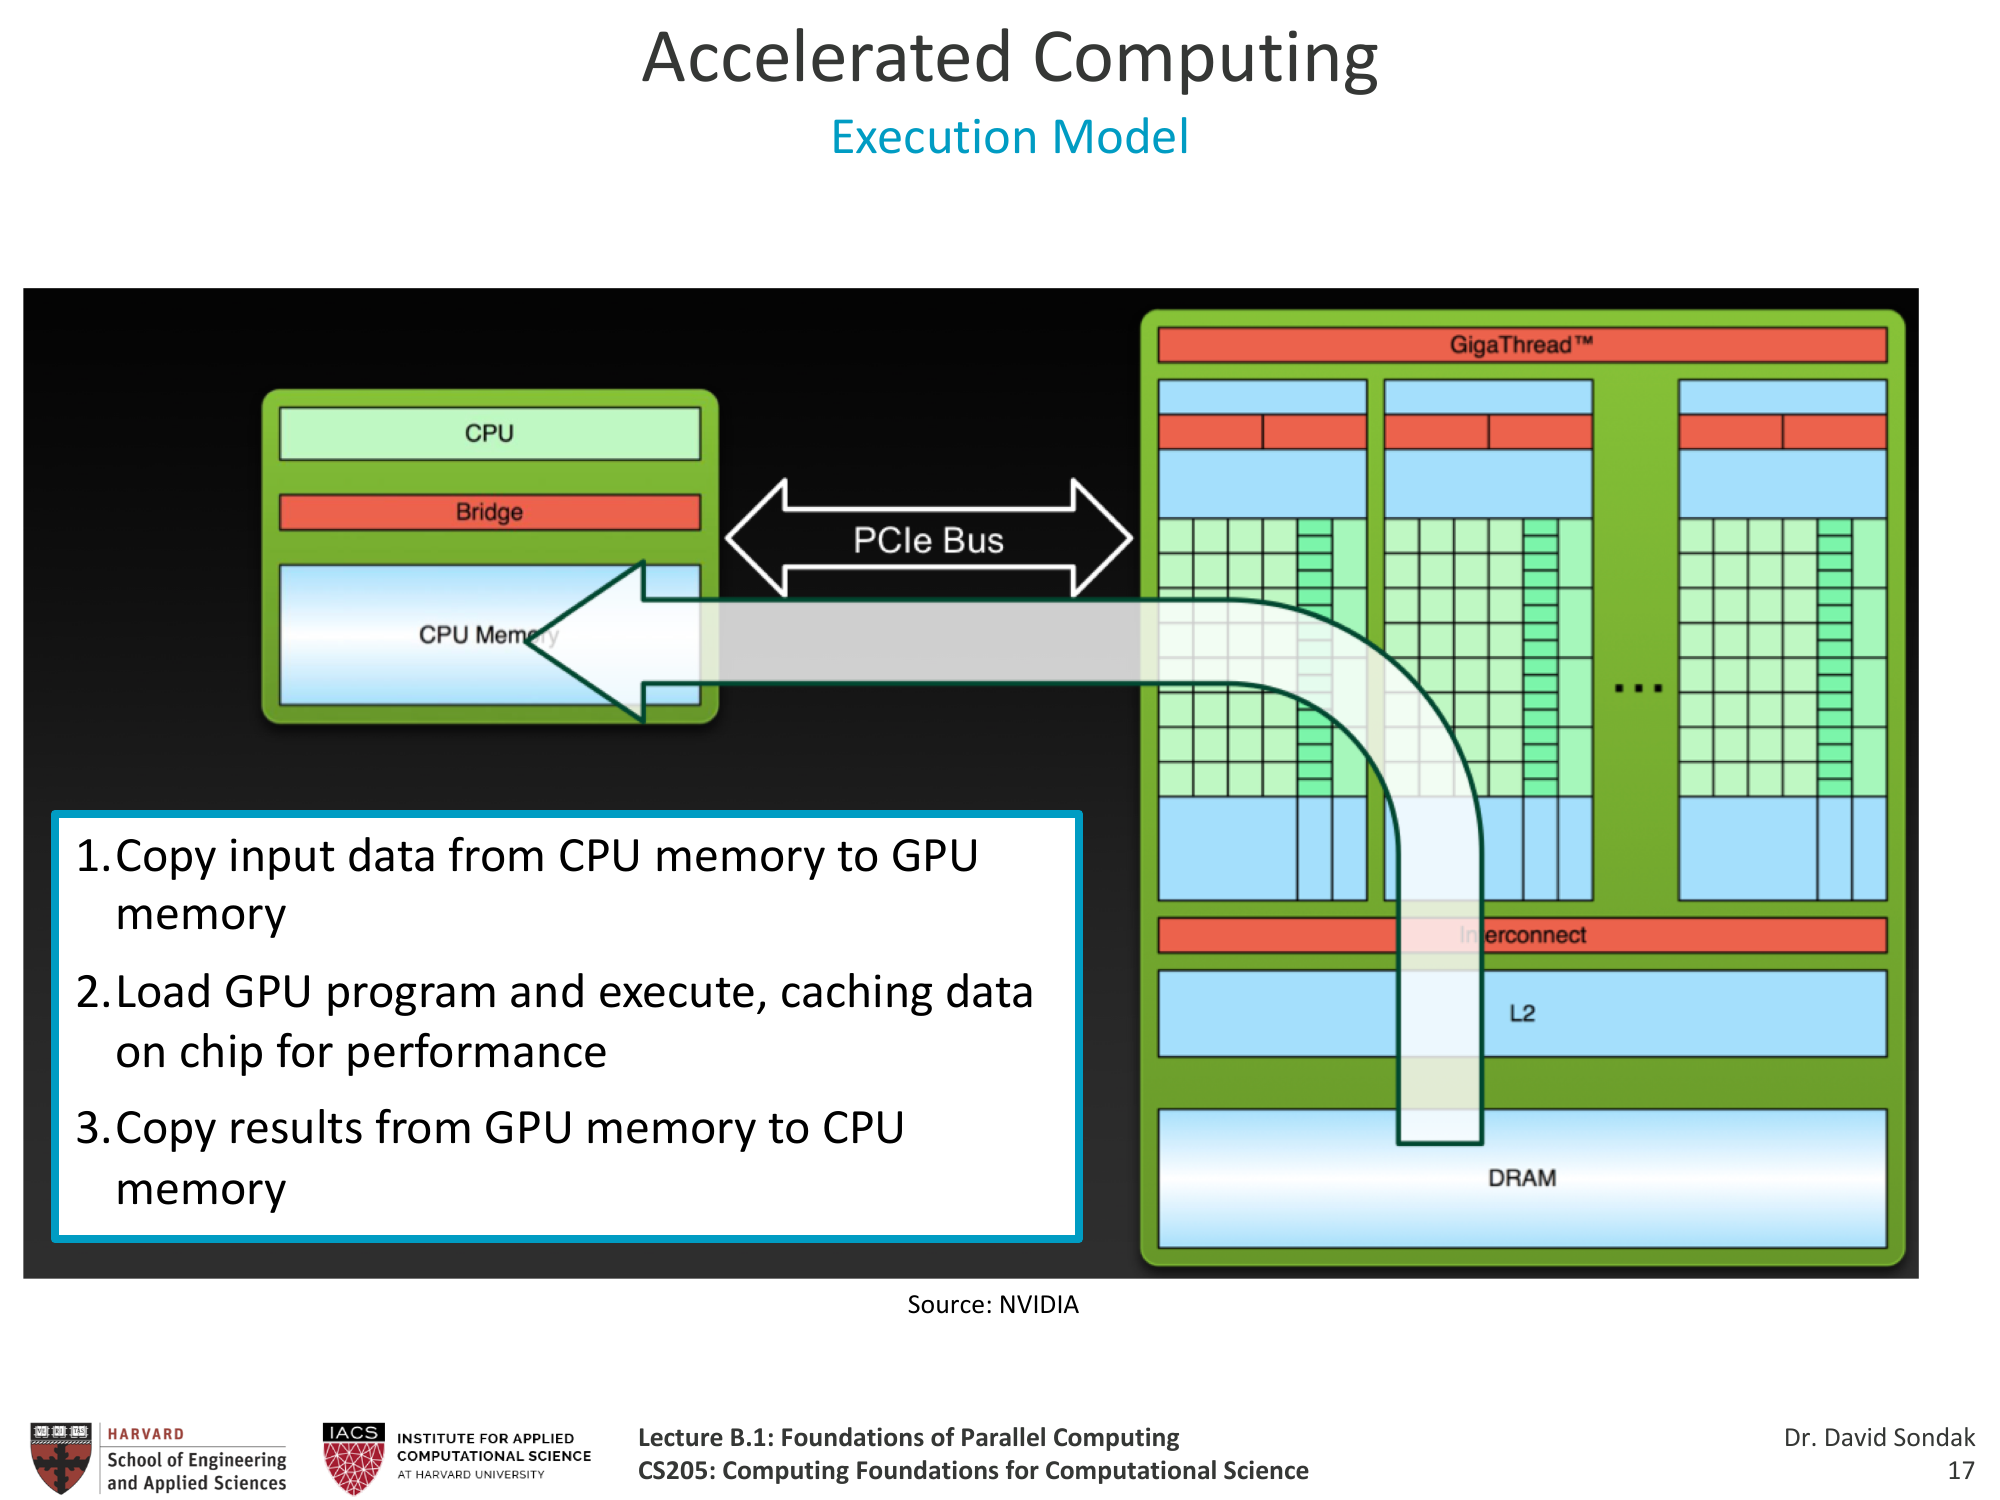 Accelerated Computing
Execution Model
GigaThread™
CPU
Bridge
PCIe Bus
CPU Memory
...
Interconnect
L2
DRAM
1.Copy input data from CPU memory to GPU
memory
2.Load GPU program and execute, caching data
on chip for performance
3.Copy results from GPU memory to CPU
memory
Source: NVIDIA
HARVARD
School of Engineering
and Applied Sciences
IACS
INSTITUTE FOR APPLIED
COMPUTATIONAL SCIENCE
AT HARVARD UNIVERSITY
Lecture B.1: Foundations of Parallel Computing
CS205: Computing Foundations for Computational Science
Dr. David Sondak
17